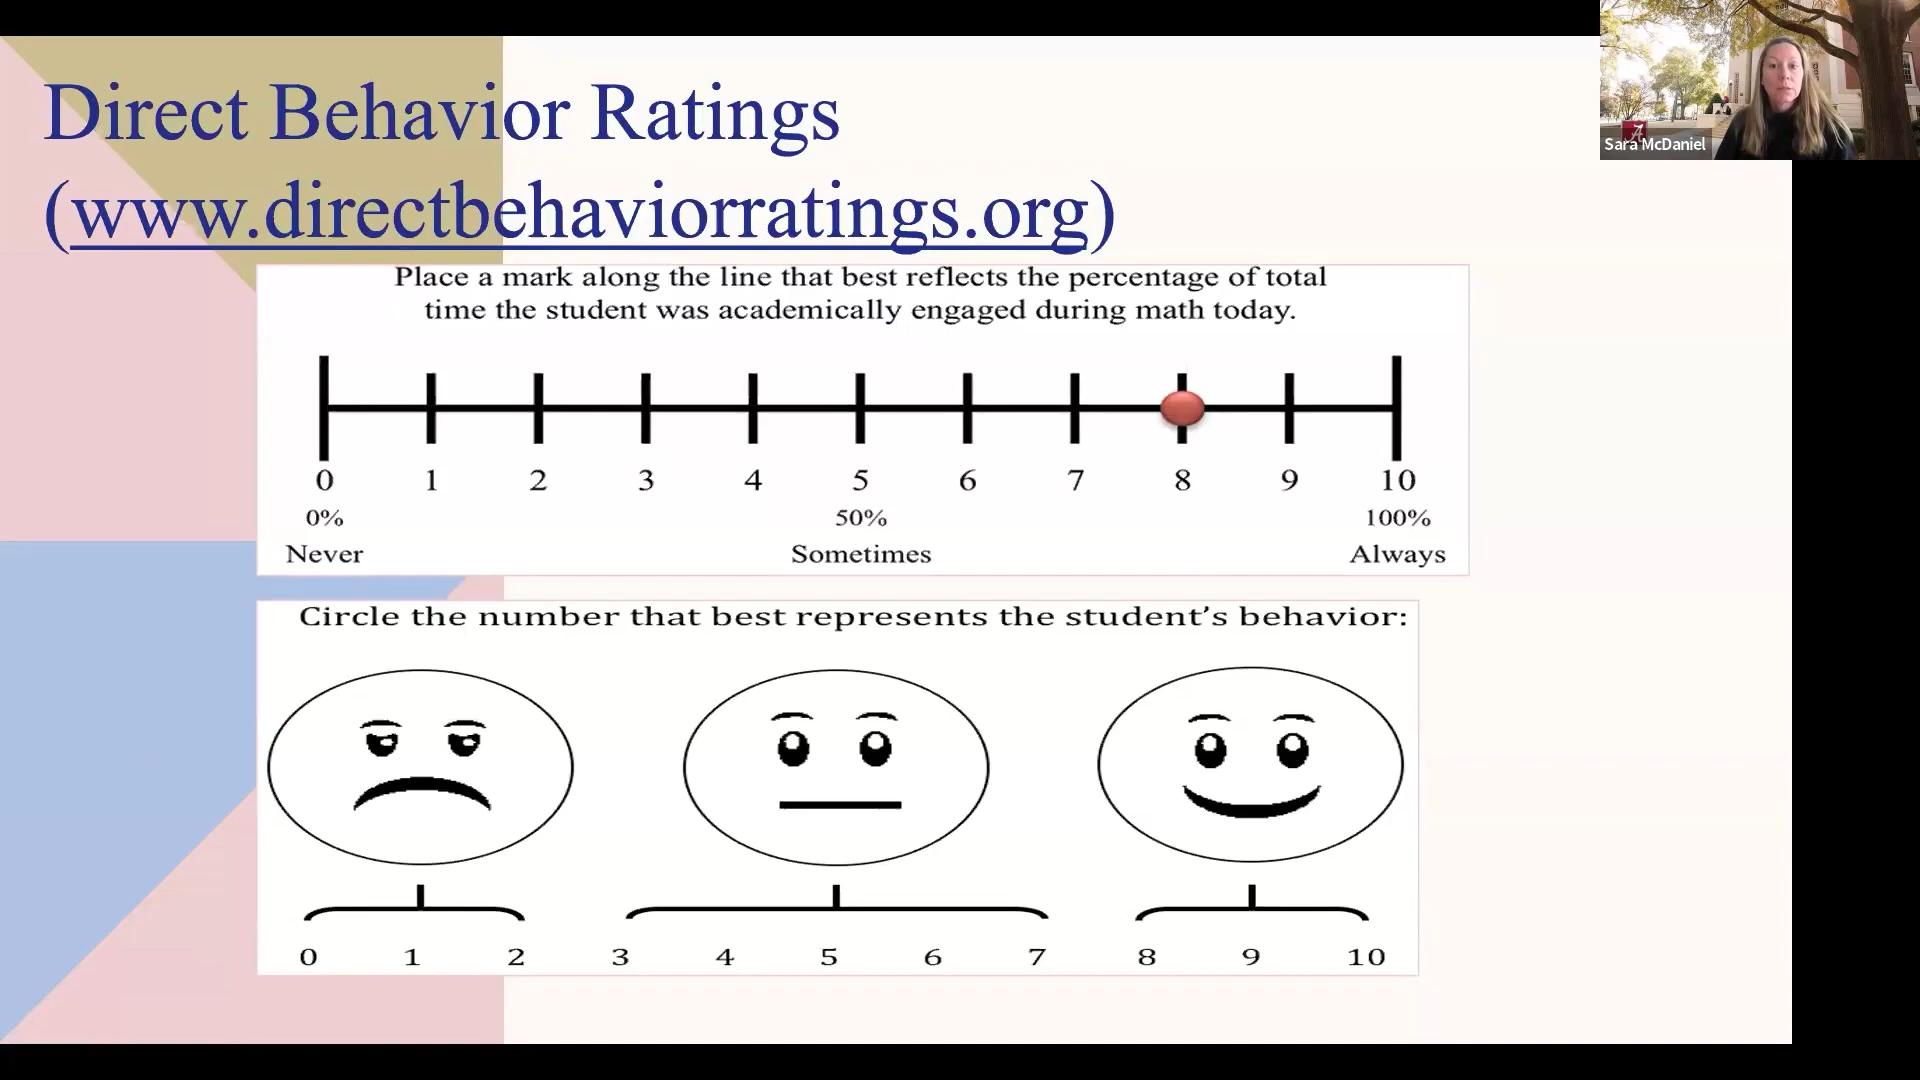 Direct Behavior Ratings
(www.directbehaviorratings.org)
Place a mark along the line that best reflects the percentage of total
time the student was academically engaged during math today.
0 1 2 3 4 5 6 7 8 9 10
0% 50% 100%
Never Sometimes Always
Circle the number that best represents the student’s behavior:
0 1 2 3 4 5 6 7 8 9 10
A
Sara McDaniel